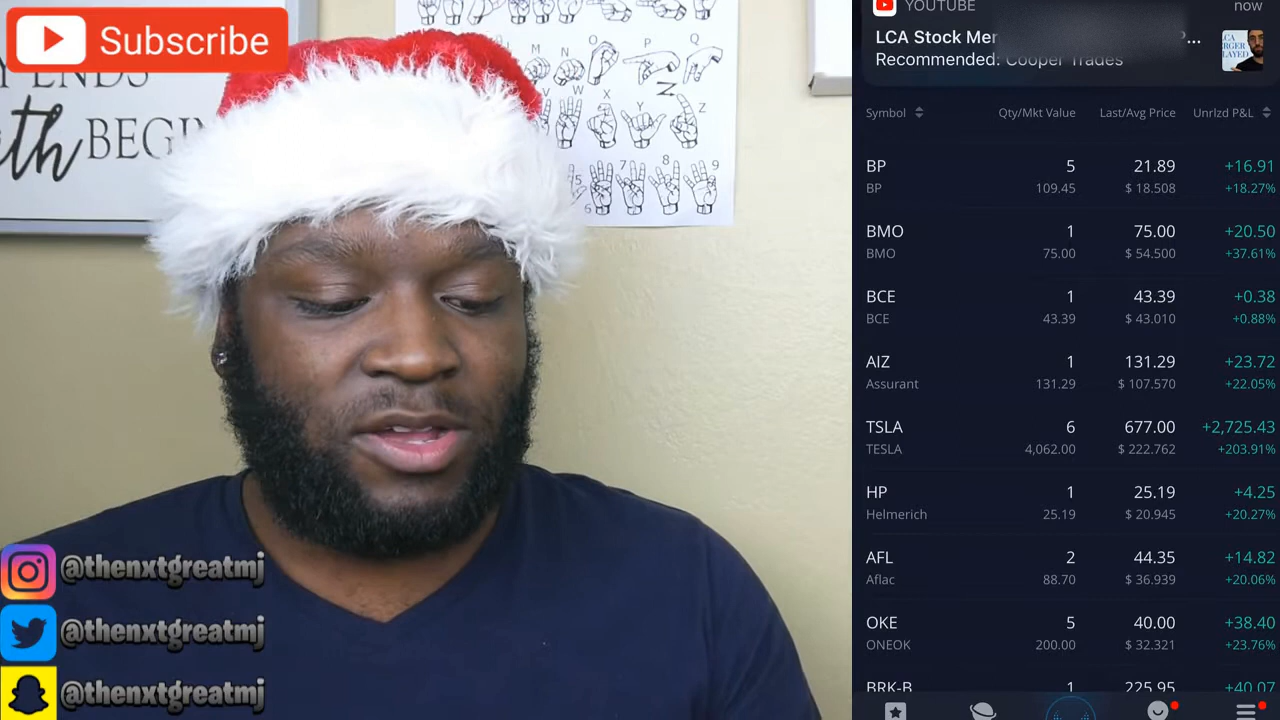 Subscribe
Y ENDS
th BEGIN
M N O P Q
V W X Y Z
5 6 7 8 9
@thenxtgreatmj
@thenxtgreatmj
@thenxtgreatmj
YOUTUBE now
LCA Stock Mer P...
Recommended: Cooper Trades
Symbol Qty/Mkt Value Last/Avg Price Unrlzd P&L
BP 5 21.89 +16.91
BP 109.45 $ 18.508 +18.27%
BMO 1 75.00 +20.50
BMO 75.00 $ 54.500 +37.61%
BCE 1 43.39 +0.38
BCE 43.39 $ 43.010 +0.88%
AIZ 1 131.29 +23.72
Assurant 131.29 $ 107.570 +22.05%
TSLA 6 677.00 +2,725.43
TESLA 4,062.00 $ 222.762 +203.91%
HP 1 25.19 +4.25
Helmerich 25.19 $ 20.945 +20.27%
AFL 2 44.35 +14.82
Aflac 88.70 $ 36.939 +20.06%
OKE 5 40.00 +38.40
ONEOK 200.00 $ 32.321 +23.76%
BRK-B 1 225.95 +40.07